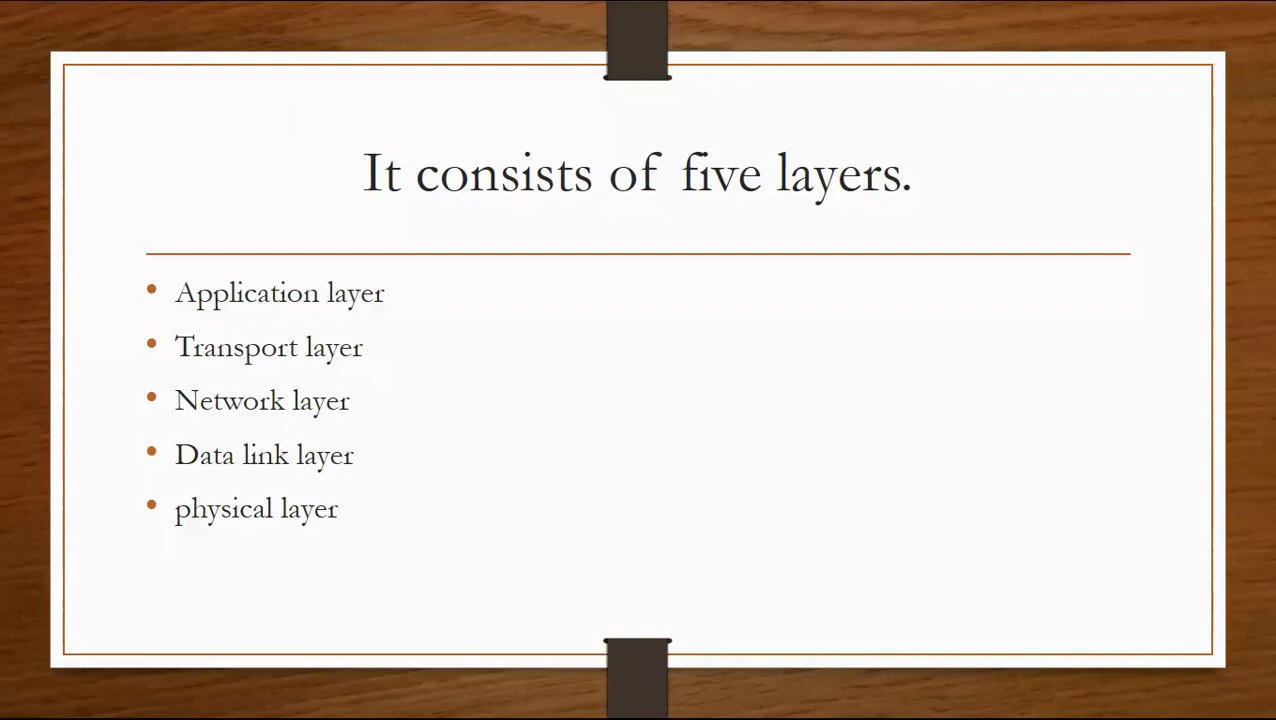 It consists of five layers.
Application layer
Transport layer
Network layer
Data link layer
physical layer